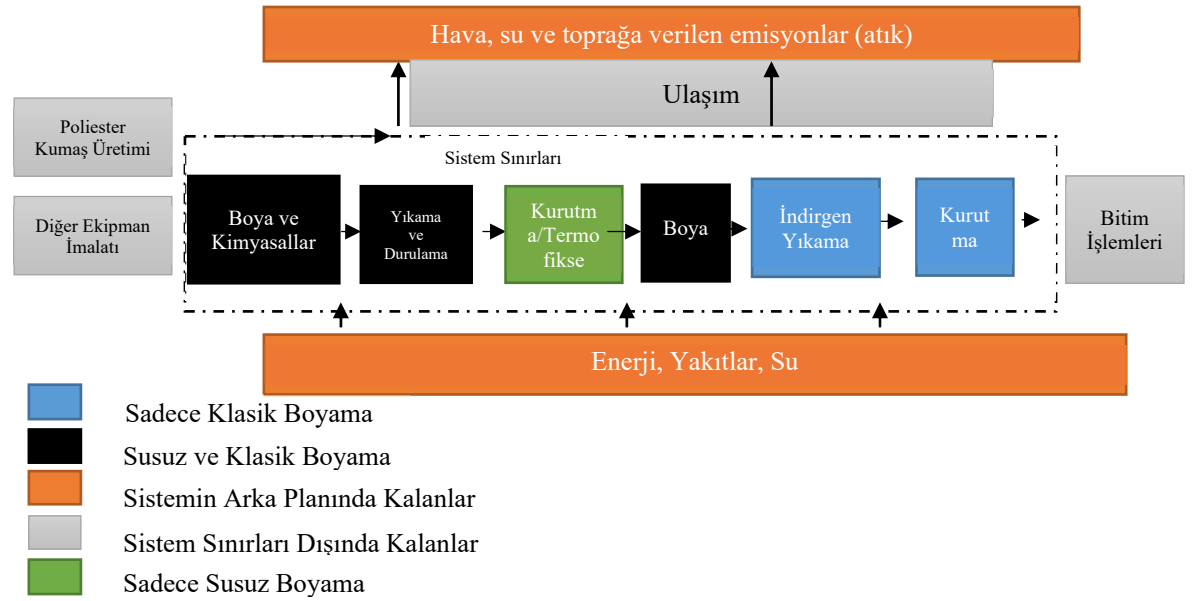 Hava, su ve toprağa verilen emisyonlar (atık)
Ulaşım
Poliester
Kumaş Üretimi
Diğer Ekipman
İmalatı
Sistem Sınırları
Boya ve
Kimyasallar
Yıkama
ve
Durulama
Kurutm
a/Termo
fikse
Boya
İndirgen
Yıkama
Kurut
ma
Bitim
İşlemleri
Enerji, Yakıtlar, Su
Sadece Klasik Boyama
Susuz ve Klasik Boyama
Sistemin Arka Planında Kalanlar
Sistem Sınırları Dışında Kalanlar
Sadece Susuz Boyama